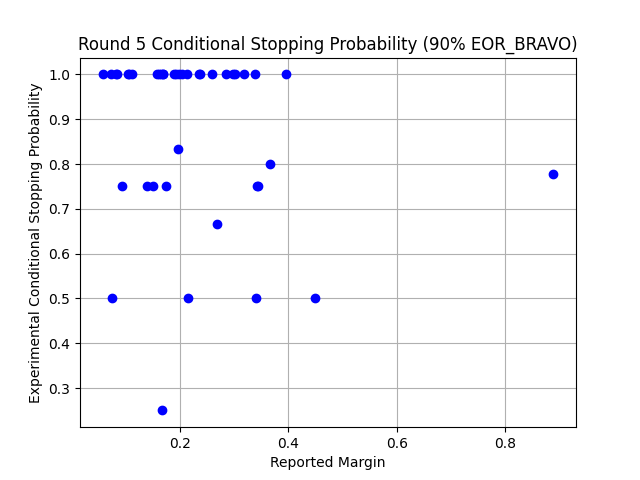 Round 5 Conditional Stopping Probability (90% EOR_BRAVO)
Experimental Conditional Stopping Probability
1.0
0.9
0.8
0.7
0.6
0.5
0.4
0.3
0.2 0.4 0.6 0.8
Reported Margin